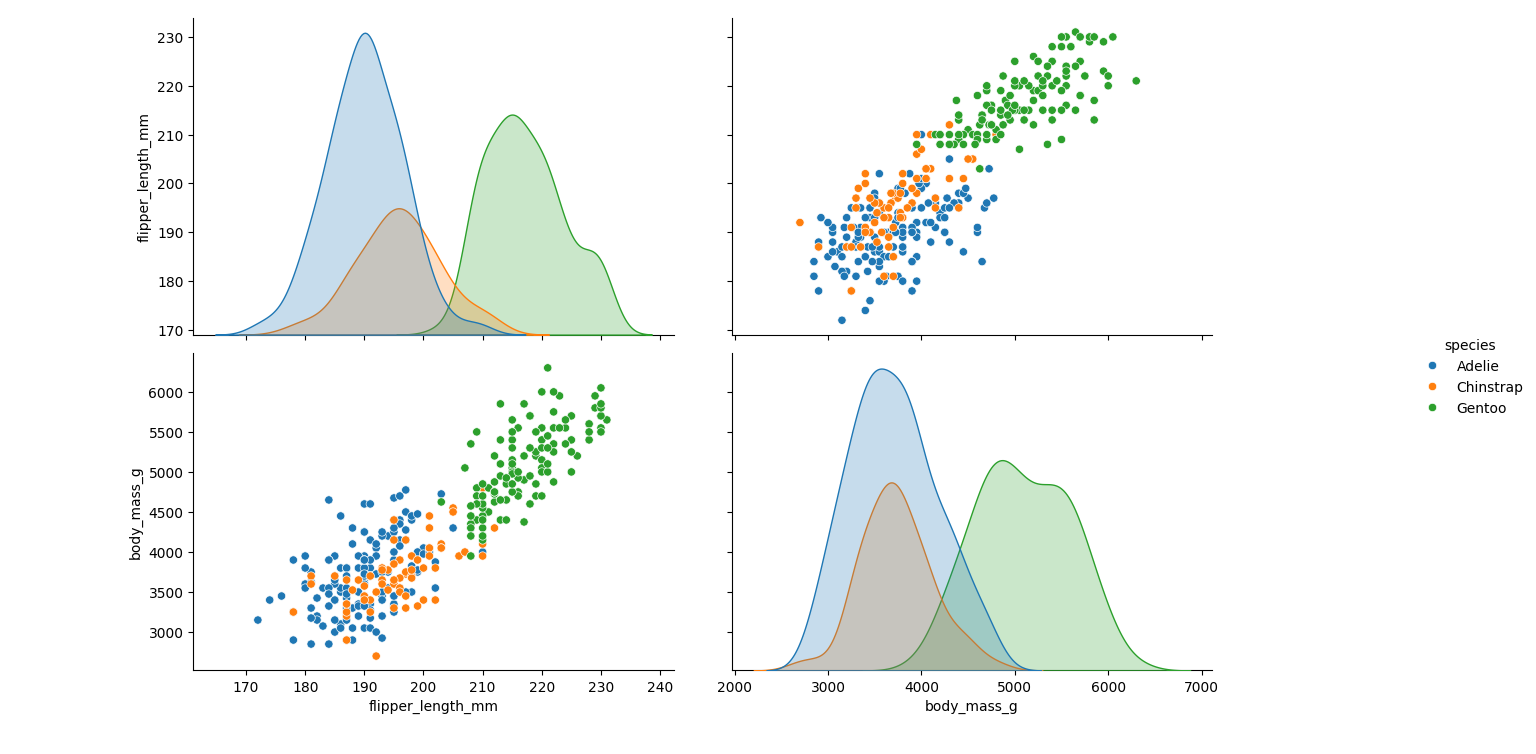 flipper_length_mm
230
220
210
200
190
180
170
body_mass_g
6000
5500
5000
4500
4000
3500
3000
170 180 190 200 210 220 230 240
flipper_length_mm
2000 3000 4000 5000 6000 7000
body_mass_g
species
Adelie
Chinstrap
Gentoo